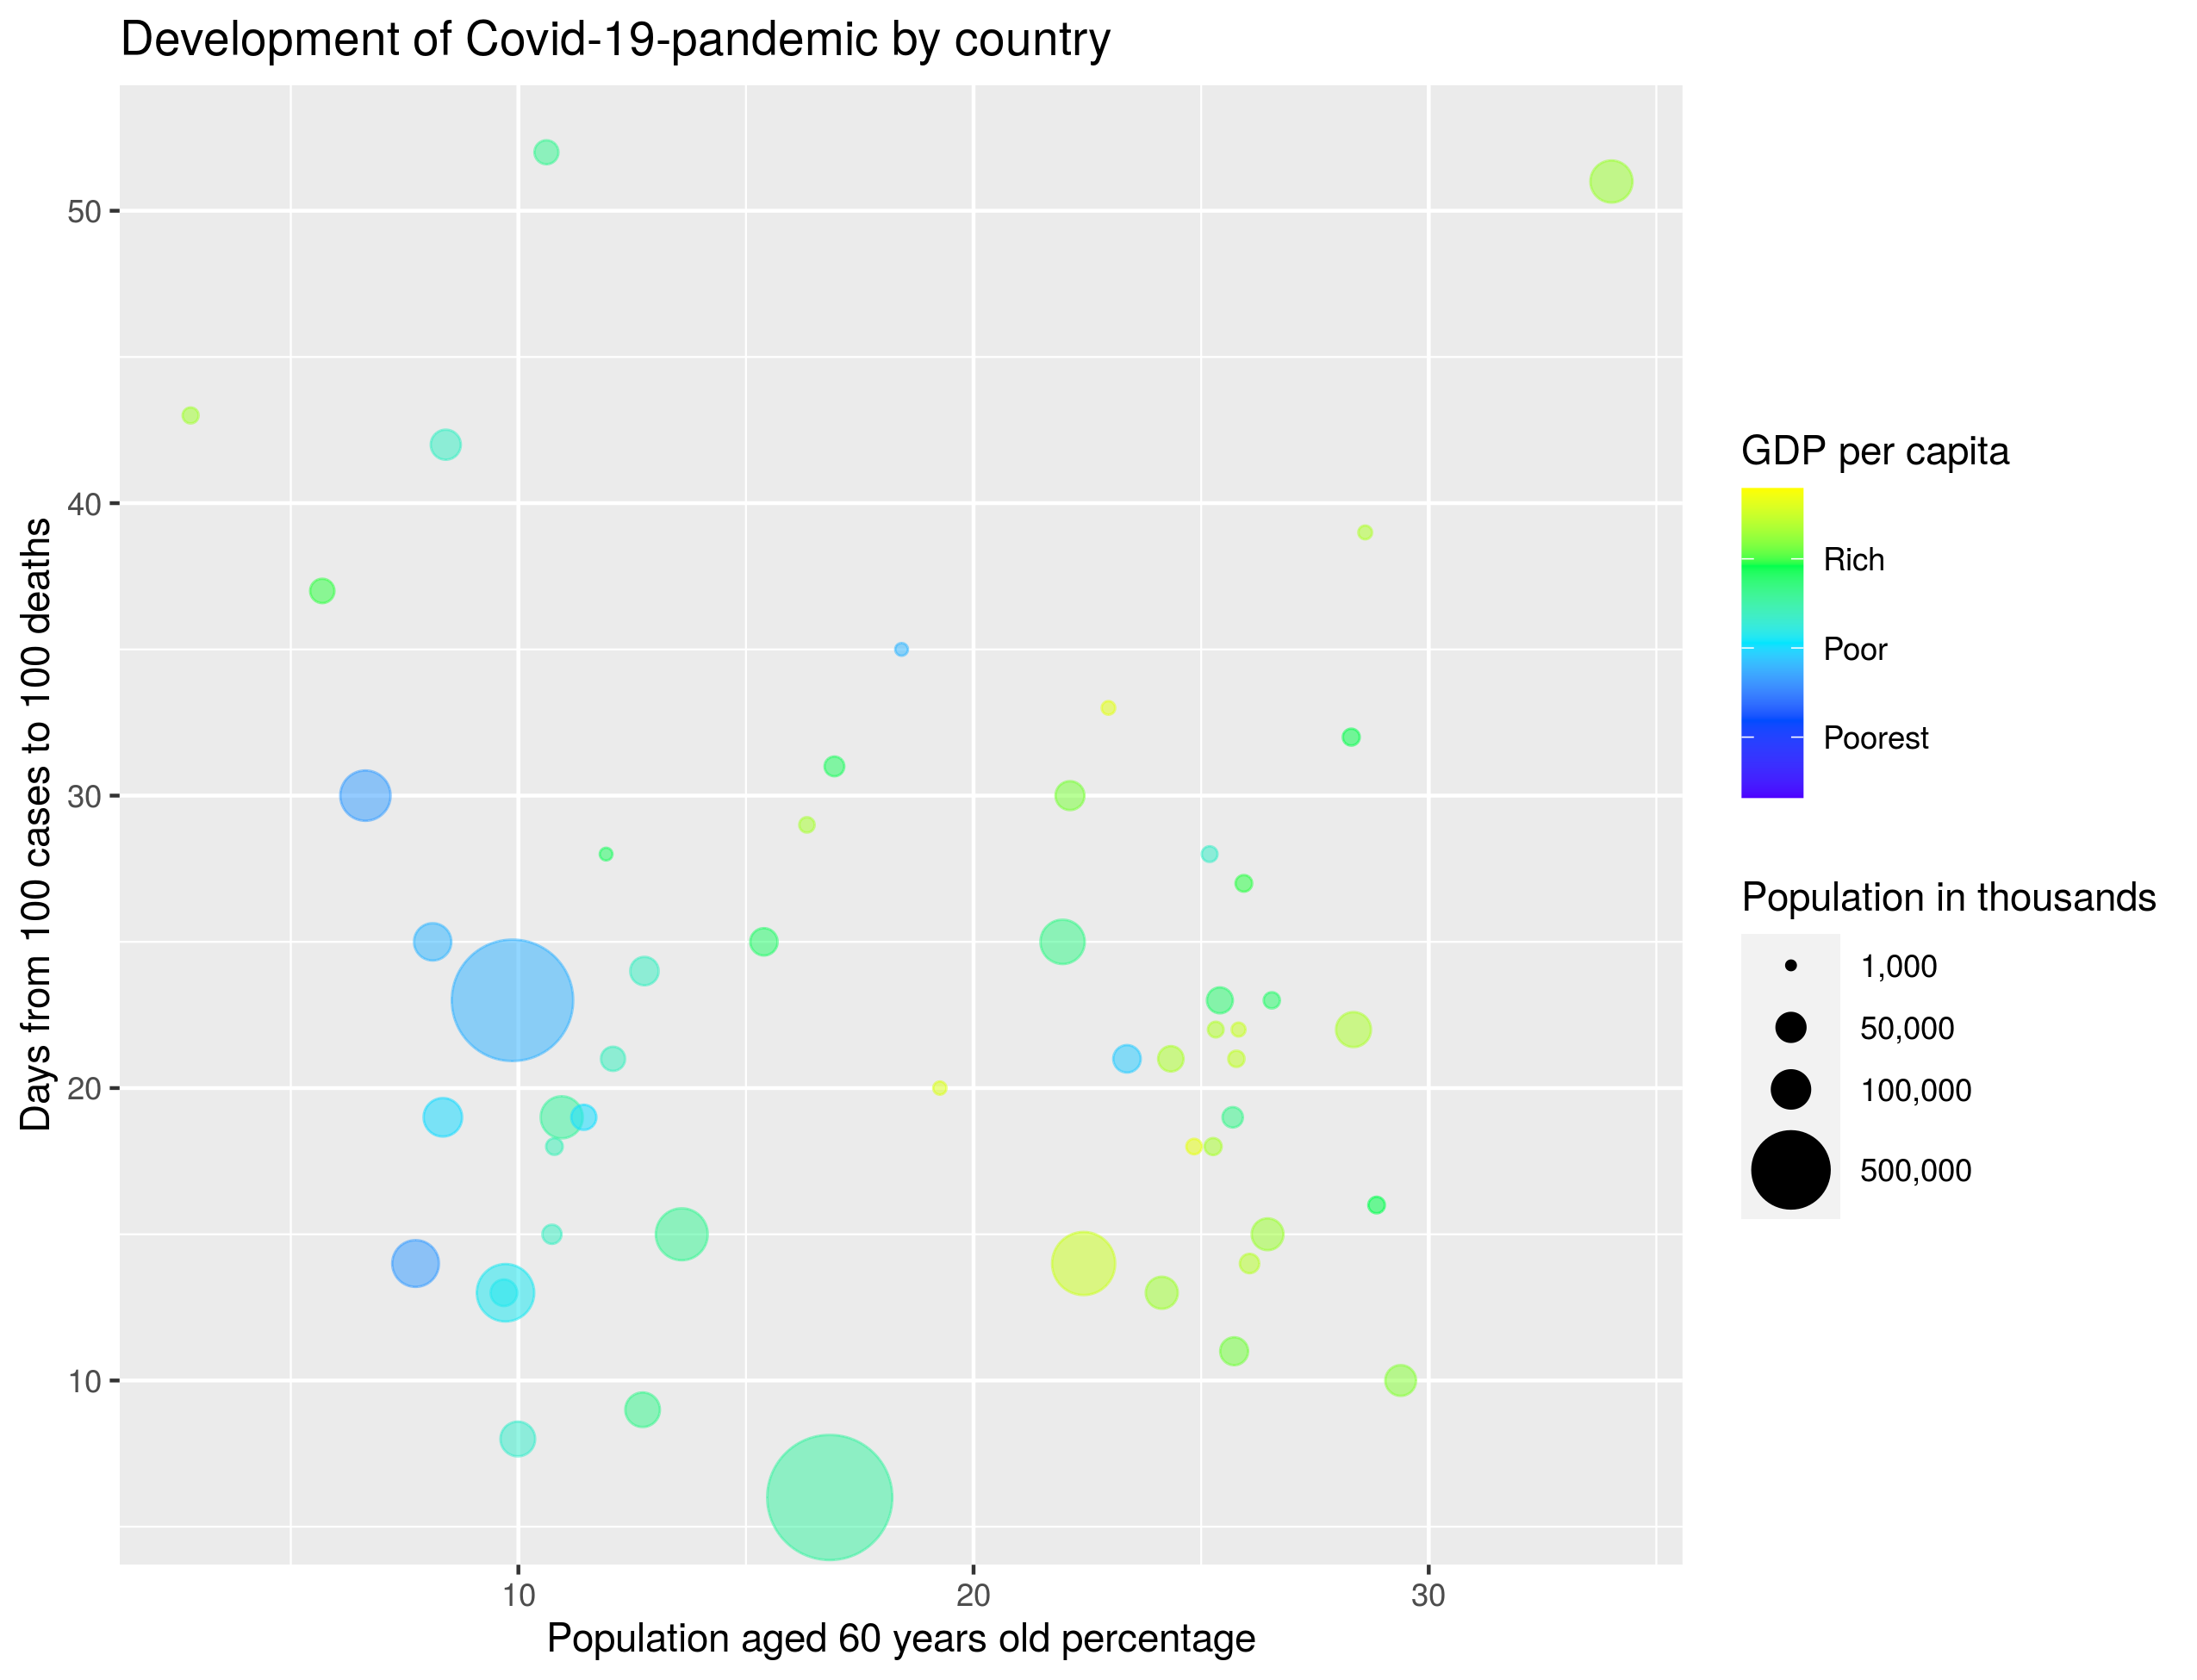 Development of Covid-19-pandemic by country
Days from 100 cases to 100 deaths
50
40
30
20
10
10
20
30
Population aged 60 years old percentage
GDP per capita
Rich
Poor
Poorest
Population in thousands
1,000
50,000
100,000
500,000